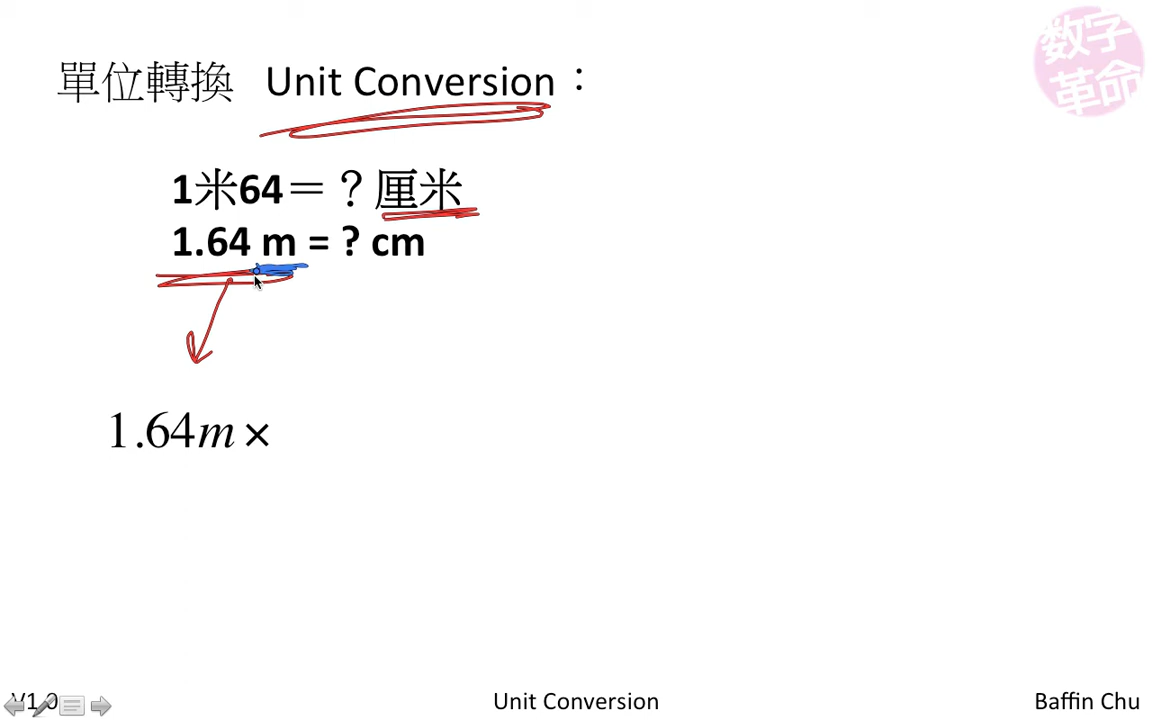 数字
革命
單位轉換 Unit Conversion：
1米64＝？厘米
1.64 m = ? cm
1.64m×
V1.0
Unit Conversion
Baffin Chu